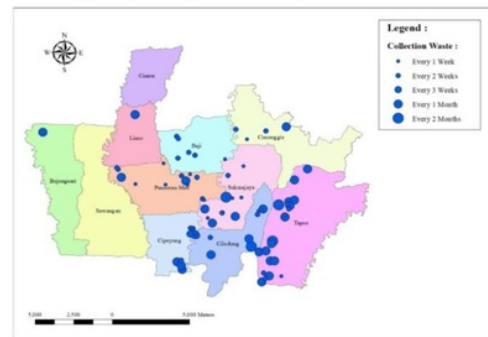 Legend :
Collection Waste :
Every 1 Week
Every 2 Weeks
Every 3 Weeks
Every 1 Month
Every 2 Months
N
W
E
S
Cinere
Limo
Beji
Cimanggis
Bojongsari
Sawangan
Pancoran Mas
Sukmajaya
Tapos
Cipayung
Cilodong
5,000 2,500 0 5,000 Meters